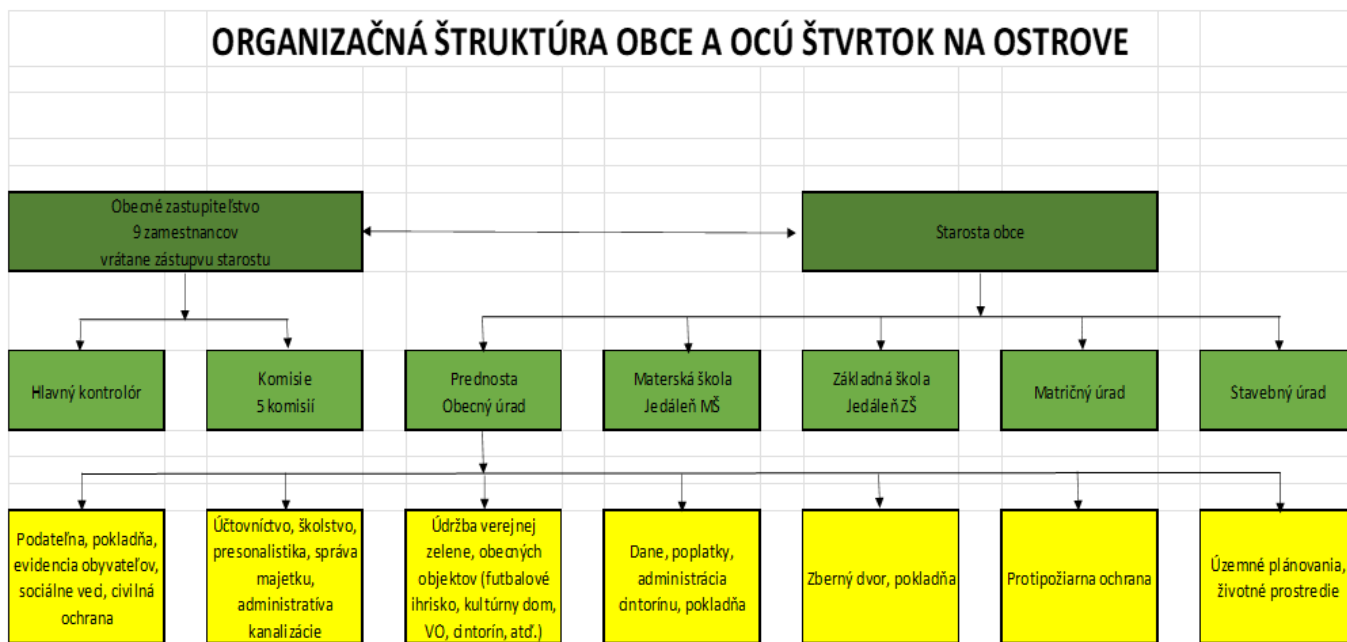 ORGANIZAČNÁ ŠTRUKTÚRA OBCE A OCÚ ŠTVRTOK NA OSTROVE
Obecné zastupiteľstvo
9 zamestnancov
vrátane zástupvu starostu
Starosta obce
Hlavný kontrolór
Komisie
5 komisií
Prednosta
Obecný úrad
Materská škola
Jedáleň MŠ
Základná škola
Jedáleň ZŠ
Matričný úrad
Stavebný úrad
Podateľna, pokladňa,
evidencia obyvateľov,
sociálne veci, civilná
ochrana
Účtovníctvo, školstvo,
presonalistika, správa
majetku,
administratíva
kanalizácie
Údržba verejnej
zelene, obecných
objektov (futbalové
ihrisko, kultúrny dom,
VO, cintorín, atď.)
Dane, poplatky,
administrácia
cintorínu, pokladňa
Zberný dvor, pokladňa
Protipožiarna ochrana
Územné plánovania,
životné prostredie